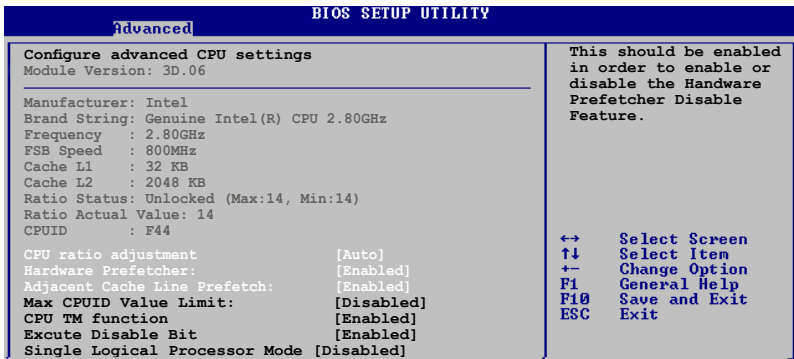 BIOS SETUP UTILITY
Advanced
Configure advanced CPU settings
Module Version: 3D.06
Manufacturer: Intel
Brand String: Genuine Intel(R) CPU 2.80GHz
Frequency : 2.80GHz
FSB Speed : 800MHz
Cache L1 : 32 KB
Cache L2 : 2048 KB
Ratio Status: Unlocked (Max:14, Min:14)
Ratio Actual Value: 14
CPUID : F44
CPU ratio adjustment [Auto]
Hardware Prefetcher: [Enabled]
Adjacent Cache Line Prefetch: [Enabled]
Max CPUID Value Limit: [Disabled]
CPU TM function [Enabled]
Excute Disable Bit [Enabled]
Single Logical Processor Mode [Disabled]
This should be enabled
in order to enable or
disable the Hardware
Prefetcher Disable
Feature.
←→ Select Screen
↑↓ Select Item
+- Change Option
F1 General Help
F10 Save and Exit
ESC Exit